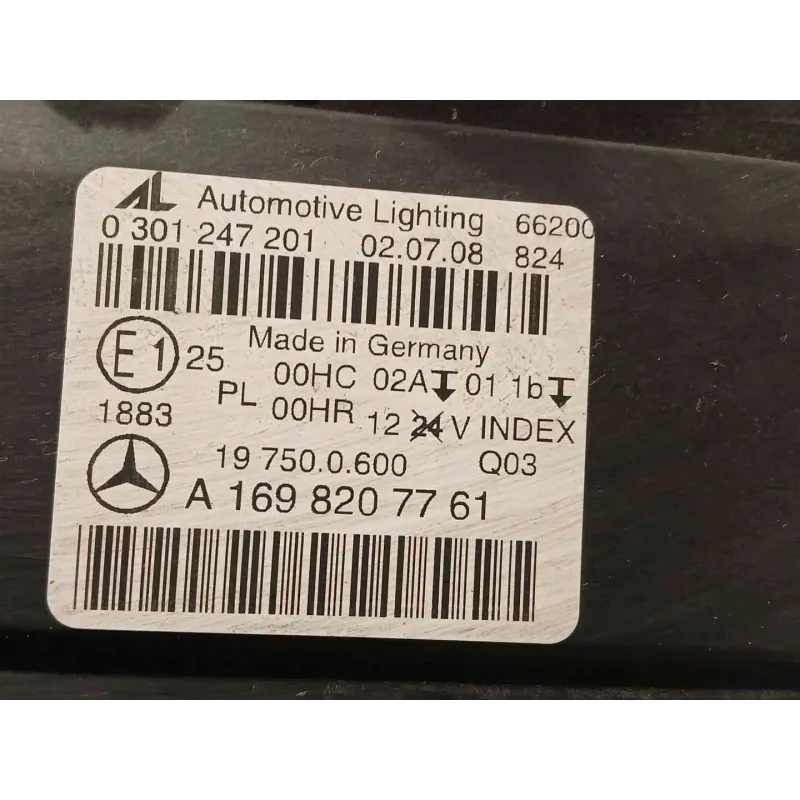 AL Automotive Lighting 66200
0 301 247 201 02.07.08 824
Made in Germany
E1 25 00HC 02A 01 1b
PL 00HR 12 24 V INDEX
1883
19 750.0.600 Q03
A 169 820 77 61